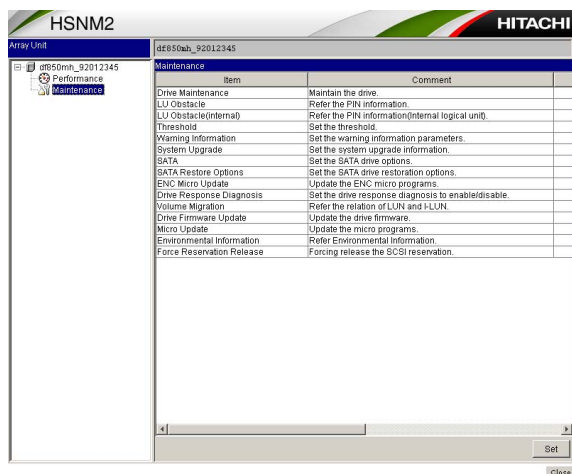 HSNM2
HITACHI
Array Unit
df850mh_92012345
df850mh_92012345
Performance
Maintenance
Maintenance
Item Comment
Drive Maintenance Maintain the drive.
LU Obstacle Refer the PIN information.
LU Obstacle(internal) Refer the PIN information(Internal logical unit).
Threshold Set the threshold.
Warning Information Set the warning information parameters.
System Upgrade Set the system upgrade information.
SATA Set the SATA drive options.
SATA Restore Options Set the SATA drive restoration options.
ENC Micro Update Update the ENC micro programs.
Drive Response Diagnosis Set the drive response diagnosis to enable/disable.
Volume Migration Refer the relation of LUN and I-LUN.
Drive Firmware Update Update the drive firmware.
Micro Update Update the micro programs.
Environmental Information Refer Environmental Information.
Force Reservation Release Forcing release the SCSI reservation.
Set
Close